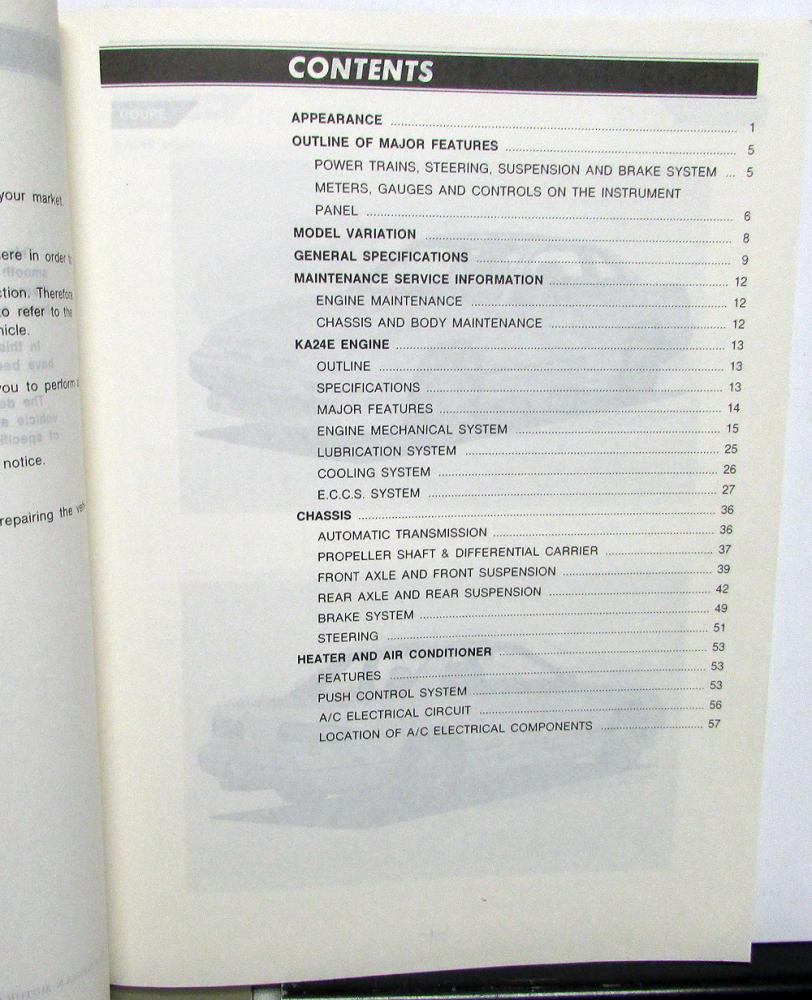 your market.
ere in order t
ction. Therefore
to refer to the
hicle.
you to perform
notice.
repairing the veh
CONTENTS
COUPE
APPEARANCE 1
OUTLINE OF MAJOR FEATURES 5
POWER TRAINS, STEERING, SUSPENSION AND BRAKE SYSTEM ... 5
METERS, GAUGES AND CONTROLS ON THE INSTRUMENT
PANEL 6
MODEL VARIATION 8
GENERAL SPECIFICATIONS 9
MAINTENANCE SERVICE INFORMATION 12
ENGINE MAINTENANCE 12
CHASSIS AND BODY MAINTENANCE 12
KA24E ENGINE 13
OUTLINE 13
SPECIFICATIONS 13
MAJOR FEATURES 14
ENGINE MECHANICAL SYSTEM 15
LUBRICATION SYSTEM 25
COOLING SYSTEM 26
E.C.C.S. SYSTEM 27
CHASSIS 36
AUTOMATIC TRANSMISSION 36
PROPELLER SHAFT & DIFFERENTIAL CARRIER 37
FRONT AXLE AND FRONT SUSPENSION 39
REAR AXLE AND REAR SUSPENSION 42
BRAKE SYSTEM 49
STEERING 51
HEATER AND AIR CONDITIONER 53
FEATURES 53
PUSH CONTROL SYSTEM 53
A/C ELECTRICAL CIRCUIT 56
LOCATION OF A/C ELECTRICAL COMPONENTS 57